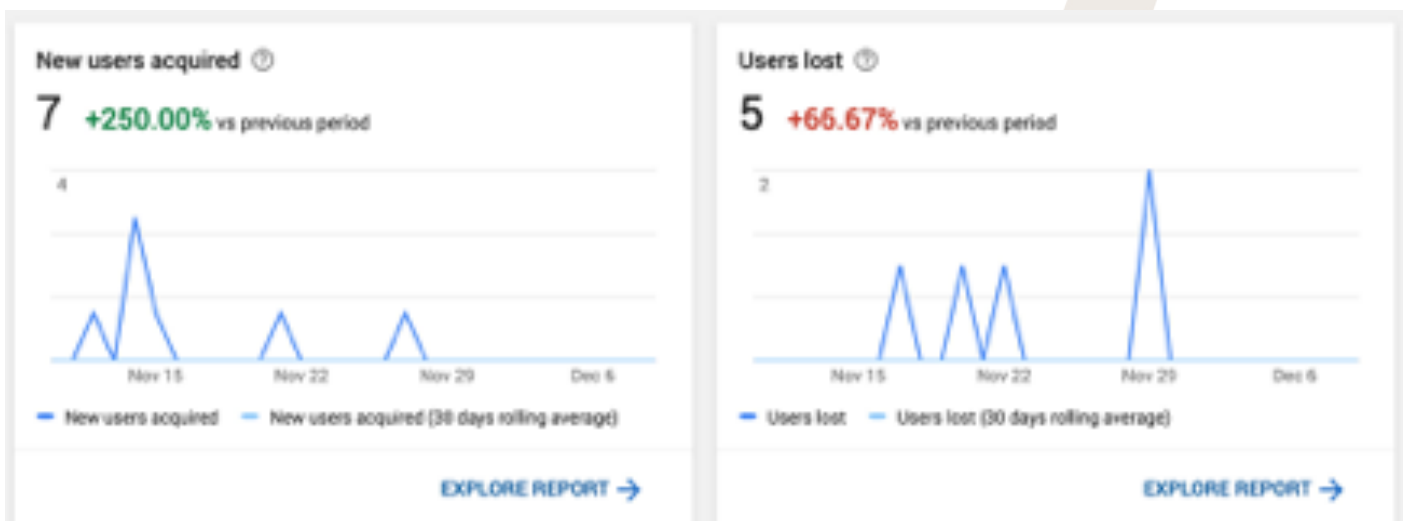 New users acquired ?
7 +250.00% vs previous period
4
Nov 15 Nov 22 Nov 29 Dec 6
New users acquired New users acquired (30 days rolling average)
EXPLORE REPORT →
Users lost ?
5 +66.67% vs previous period
2
Nov 15 Nov 22 Nov 29 Dec 6
Users lost Users lost (30 days rolling average)
EXPLORE REPORT →